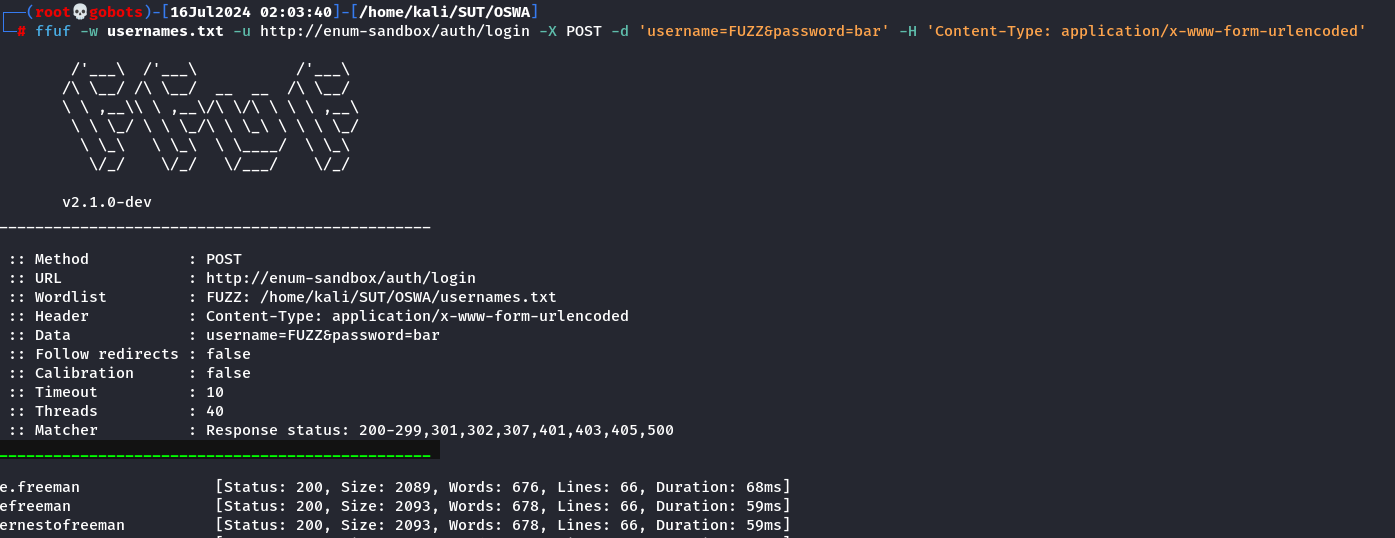 ┌──(root💀gobots)-[16Jul2024 02:03:40]-[/home/kali/SUT/OSWA]
└─# ffuf -w usernames.txt -u http://enum-sandbox/auth/login -X POST -d 'username=FUZZ&password=bar' -H 'Content-Type: application/x-www-form-urlencoded'
        /'___\  /'___\           /'___\
       /\ \__/ /\ \__/  __  __  /\ \__/
       \ \ ,__\\ \ ,__\/\ \/\ \ \ \ ,__\
        \ \ \_/ \ \ \_/\ \ \_\ \ \ \ \_/
         \ \_\   \ \_\  \ \____/  \ \_\
          \/_/    \/_/   \/___/    \/_/
       v2.1.0-dev
________________________________________________
 :: Method           : POST
 :: URL              : http://enum-sandbox/auth/login
 :: Wordlist         : FUZZ: /home/kali/SUT/OSWA/usernames.txt
 :: Header           : Content-Type: application/x-www-form-urlencoded
 :: Data             : username=FUZZ&password=bar
 :: Follow redirects : false
 :: Calibration      : false
 :: Timeout          : 10
 :: Threads          : 40
 :: Matcher          : Response status: 200-299,301,302,307,401,403,405,500
________________________________________________
e.freeman               [Status: 200, Size: 2089, Words: 676, Lines: 66, Duration: 68ms]
efreeman                [Status: 200, Size: 2093, Words: 678, Lines: 66, Duration: 59ms]
ernestofreeman          [Status: 200, Size: 2093, Words: 678, Lines: 66, Duration: 59ms]